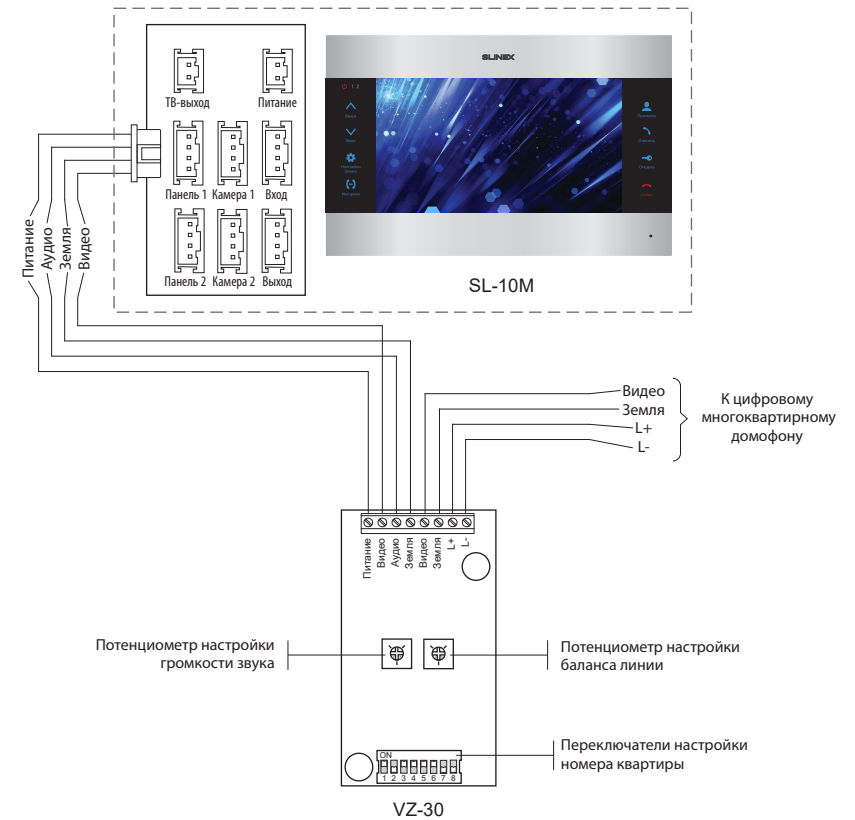 SLINEX
1 2
ТВ-выход
Питание
Панель 1
Камера 1
Вход
Панель 2
Камера 2
Выход
SL-10M
Питание
Аудио
Земля
Видео
Видео
Земля
L+
L-
К цифровому
многоквартирному
домофону
Питание
Видео
Аудио
Земля
Видео
Земля
L+
L-
Потенциометр настройки
громкости звука
Потенциометр настройки
баланса линии
ON
1 2 3 4 5 6 7 8
Переключатели настройки
номера квартиры
VZ-30